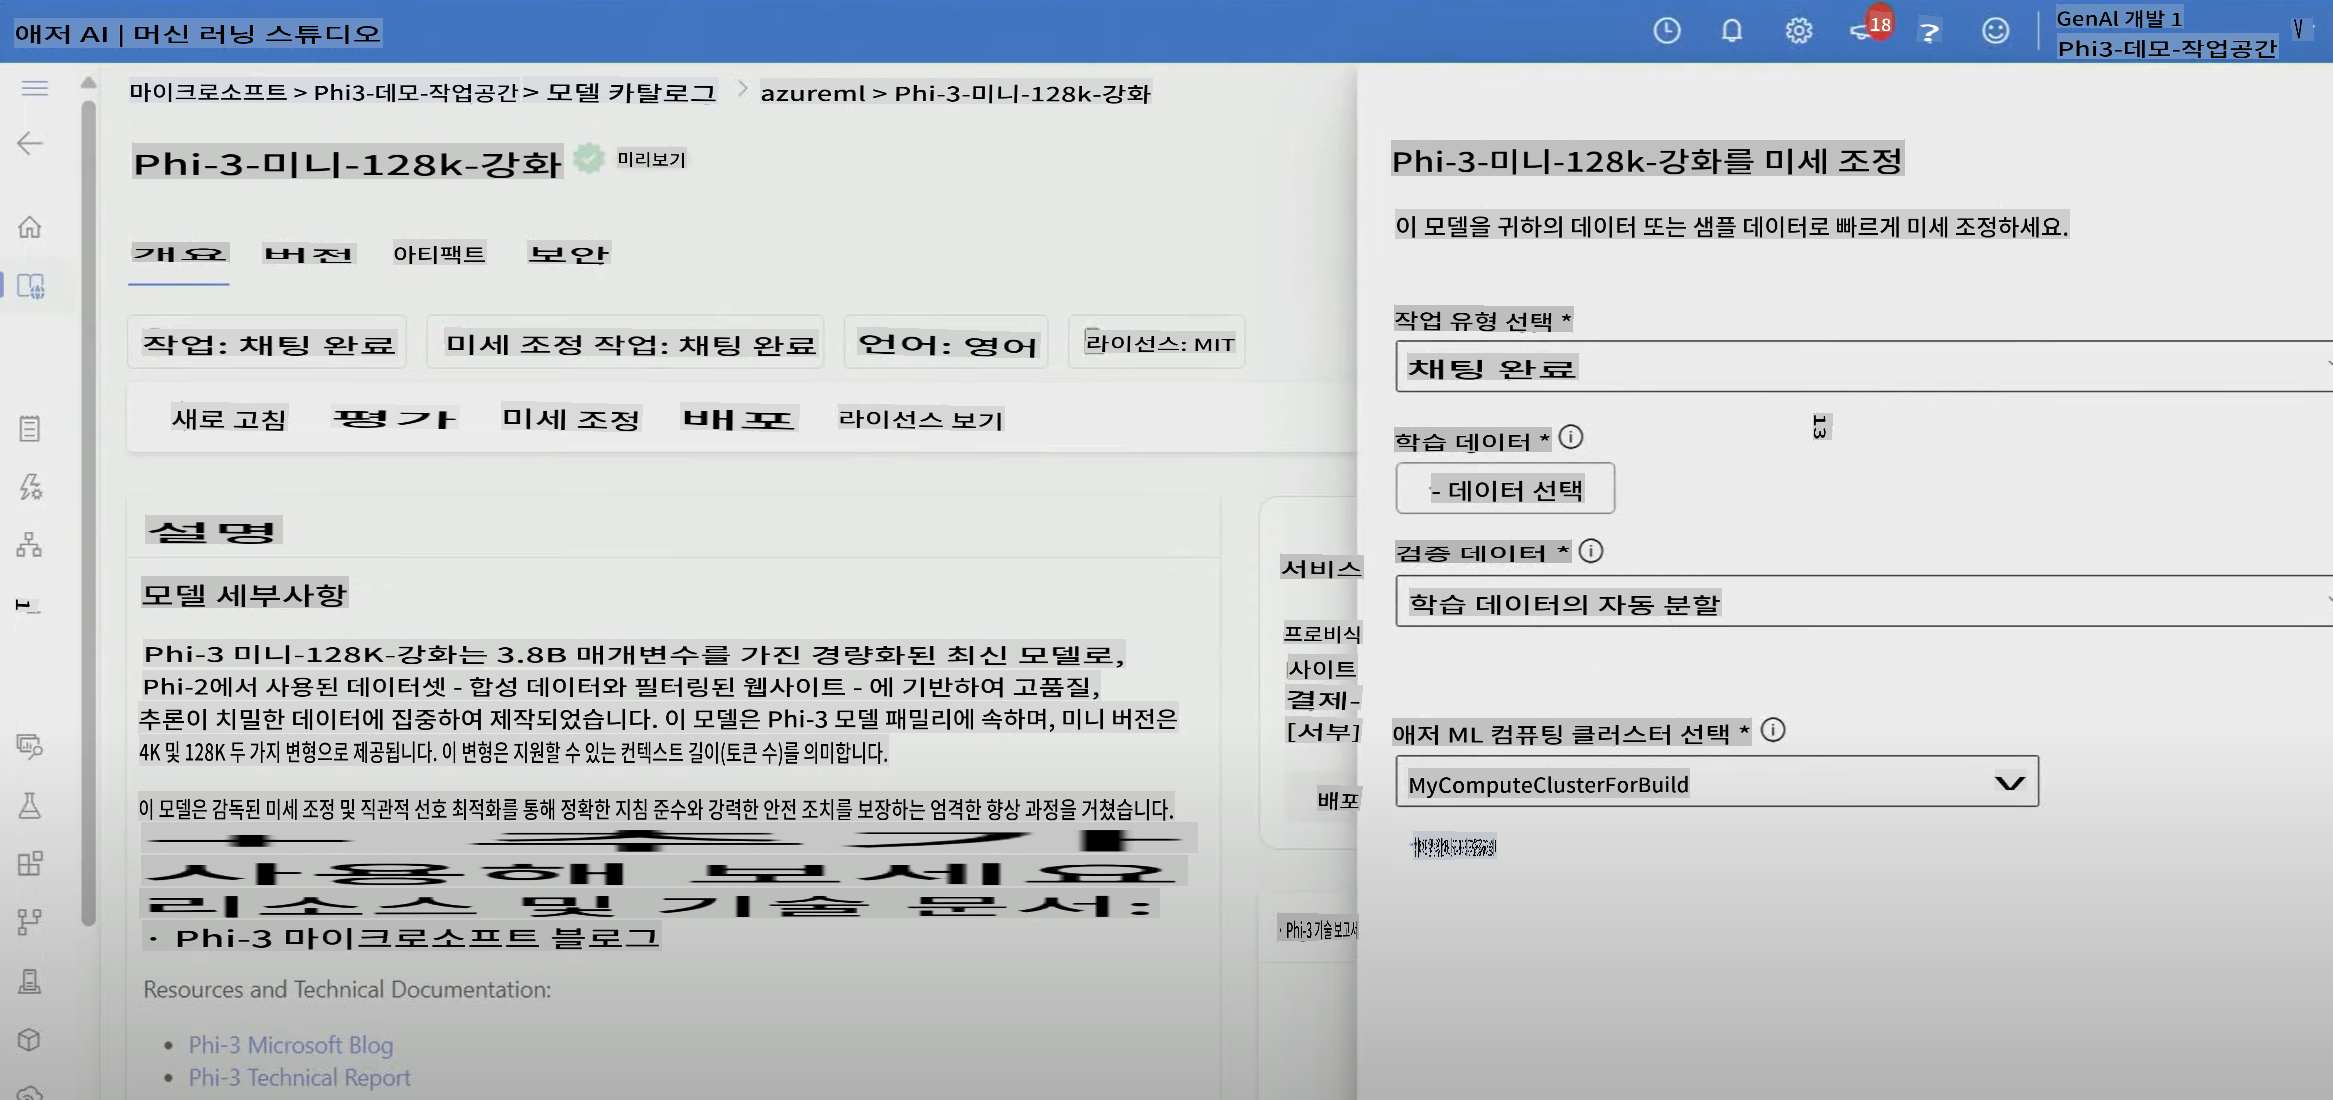 애저 AI | 머신 러닝 스튜디오
18
?
GenAI 개발 1
Phi3-데모-작업공간
마이크로소프트 > Phi3-데모-작업공간 > 모델 카탈로그 > azureml > Phi-3-미니-128k-강화
Phi-3-미니-128k-강화 미리보기
개요 버전 아티팩트 보안
작업: 채팅 완료 미세 조정 작업: 채팅 완료 언어: 영어 라이선스: MIT
새로 고침 평가 미세 조정 배포 라이선스 보기
설명
모델 세부사항
Phi-3 미니-128K-강화는 3.8B 매개변수를 가진 경량화된 최신 모델로,
Phi-2에서 사용된 데이터셋 - 합성 데이터와 필터링된 웹사이트 - 에 기반하여 고품질,
추론이 치밀한 데이터에 집중하여 제작되었습니다. 이 모델은 Phi-3 모델 패밀리에 속하며, 미니 버전은
4K 및 128K 두 가지 변형으로 제공됩니다. 이 변형은 지원할 수 있는 컨텍스트 길이(토큰 수)를 의미합니다.
이 모델은 감독된 미세 조정 및 직관적 선호 최적화를 통해 정확한 지침 준수와 강력한 안전 조치를 보장하는 엄격한 향상 과정을 거쳤습니다.
사용해 보세요
리소스 및 기술 문서:
· Phi-3 마이크로소프트 블로그
Resources and Technical Documentation:
• Phi-3 Microsoft Blog
• Phi-3 Technical Report
서비스
프로비식
사이트
결제-
[서부]
배포
· Phi-3 기술 보고서
Phi-3-미니-128k-강화를 미세 조정
이 모델을 귀하의 데이터 또는 샘플 데이터로 빠르게 미세 조정하세요.
작업 유형 선택 *
채팅 완료
13
학습 데이터 *
- 데이터 선택
검증 데이터 *
학습 데이터의 자동 분할
애저 ML 컴퓨팅 클러스터 선택 *
MyComputeClusterForBuild